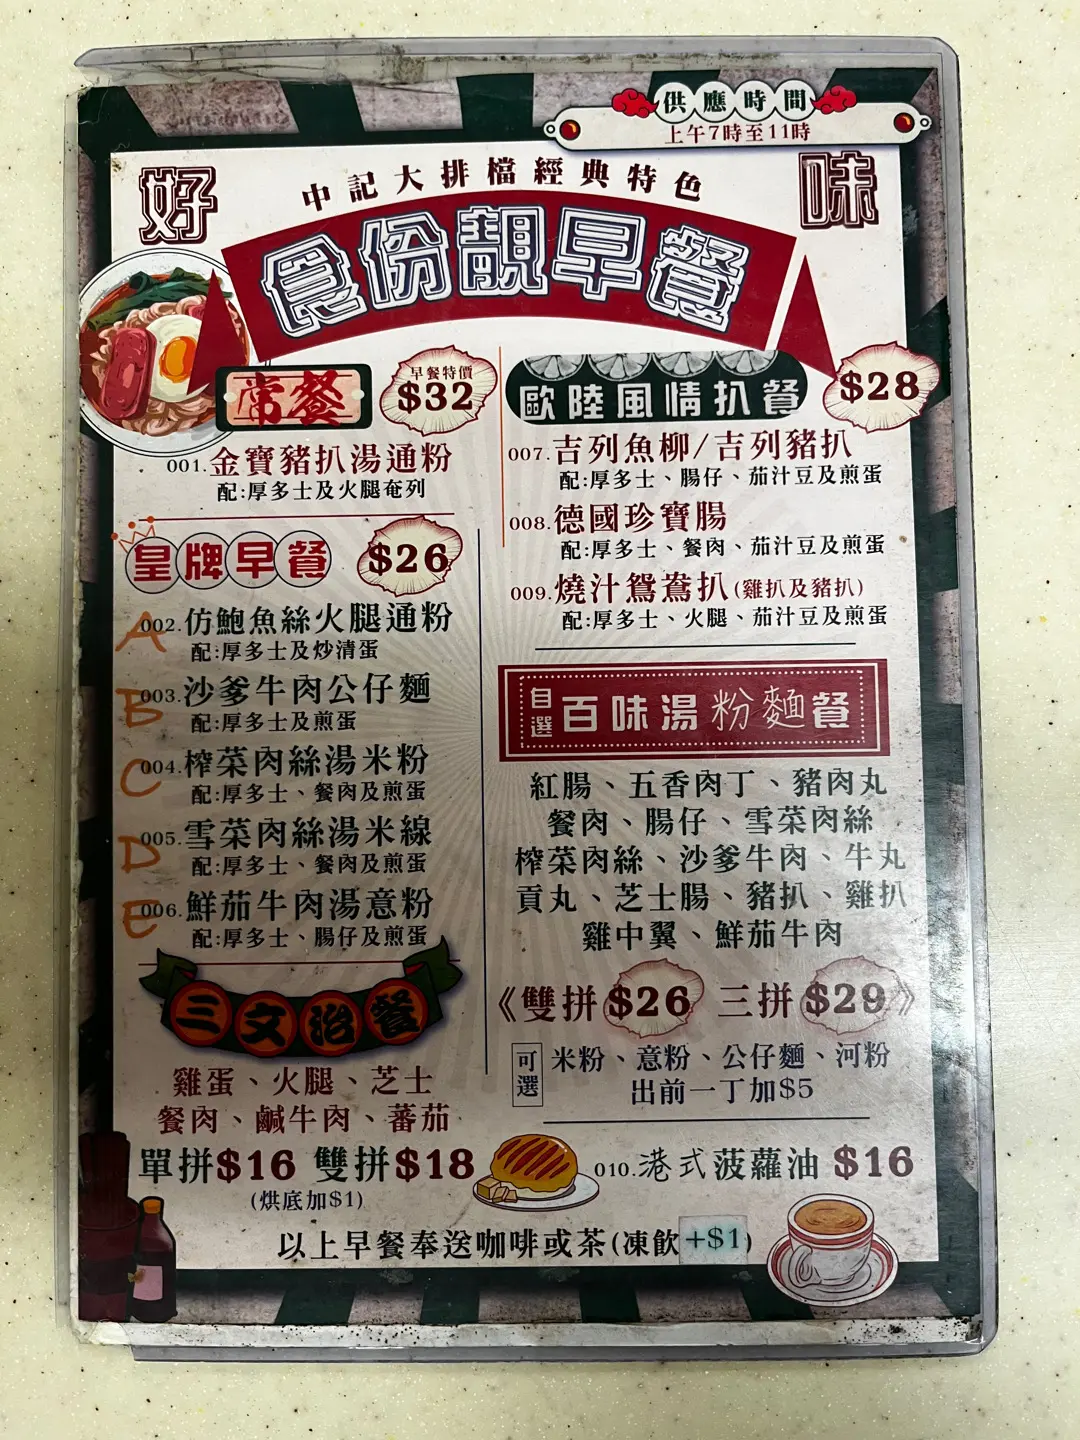 供應時間
上午7時至11時
好味
中記大排檔經典特色
食份靚早餐
常餐
早餐特價
$32
001.金寶豬扒湯通粉
配:厚多士及火腿奄列
皇牌早餐 $26
A 002.仿鮑魚絲火腿通粉
配:厚多士及炒清蛋
B 003.沙爹牛肉公仔麵
配:厚多士及煎蛋
C 004.榨菜肉絲湯米粉
配:厚多士、餐肉及煎蛋
D 005.雪菜肉絲湯米線
配:厚多士、餐肉及煎蛋
E 006.鮮茄牛肉湯意粉
配:厚多士、腸仔及煎蛋
三文治餐
雞蛋、火腿、芝士
餐肉、鹹牛肉、蕃茄
單拼$16 雙拼$18
(烘底加$1)
歐陸風情扒餐 $28
007.吉列魚柳/吉列豬扒
配:厚多士、腸仔、茄汁豆及煎蛋
008.德國珍寶腸
配:厚多士、餐肉、茄汁豆及煎蛋
009.燒汁鴛鴦扒(雞扒及豬扒)
配:厚多士、火腿、茄汁豆及煎蛋
自選 百味湯粉麵餐
紅腸、五香肉丁、豬肉丸
餐肉、腸仔、雪菜肉絲
榨菜肉絲、沙爹牛肉、牛丸
貢丸、芝士腸、豬扒、雞扒
雞中翼、鮮茄牛肉
《雙拼$26 三拼$29》
可選 米粉、意粉、公仔麵、河粉
出前一丁加$5
010.港式菠蘿油 $16
以上早餐奉送咖啡或茶(凍飲+$1)